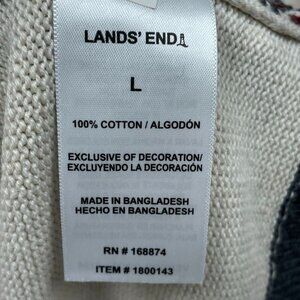 LANDS' END
L
100% COTTON / ALGODÓN
EXCLUSIVE OF DECORATION/
EXCLUYENDO LA DECORACIÓN
MADE IN BANGLADESH
HECHO EN BANGLADESH
RN # 168874
ITEM # 1800143